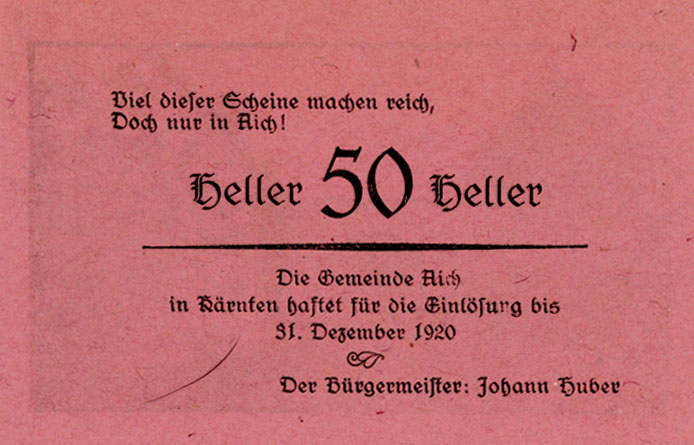 Viel dieſer Scheine machen reich,
Doch nur in Aich!
Heller 50 Heller
Die Gemeinde Aich
in Kärnten haftet für die Einlöſung bis
31. Dezember 1920
Der Bürgermeiſter: Johann Huber